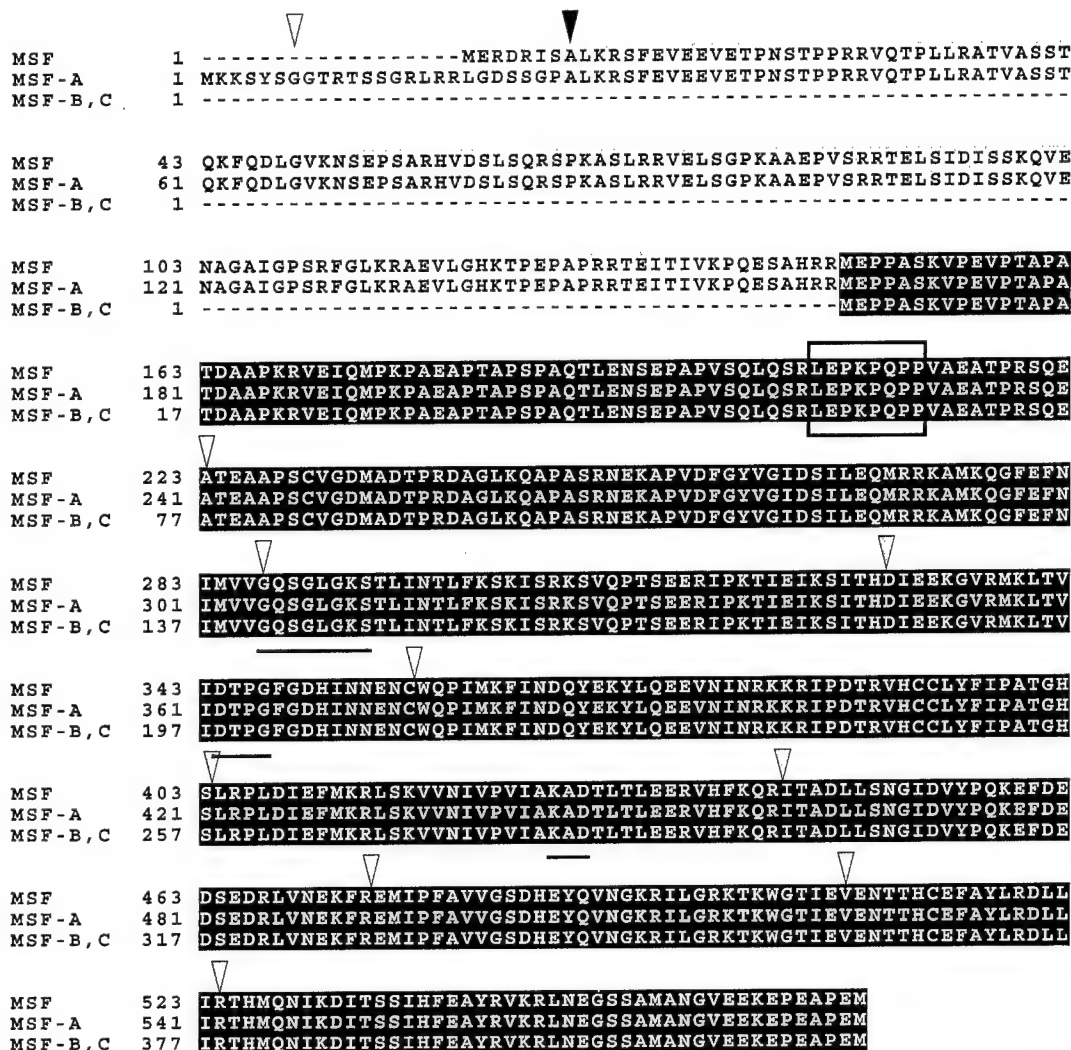 MSF 1 ------------------MERDRISALKRSFEVEEVETPNSTPPRRVQTPLLRATVASST
MSF-A 1 MKKSYSGGTRTSSGRLRRLGDSSGPALKRSFEVEEVETPNSTPPRRVQTPLLRATVASST
MSF-B,C 1 ------------------------------------------------------------
MSF 43 QKFQDLGVKNSEPSARHVDSLSQRSPKASLRRVELSGPKAAEPVSRRTELSIDISSKQVE
MSF-A 61 QKFQDLGVKNSEPSARHVDSLSQRSPKASLRRVELSGPKAAEPVSRRTELSIDISSKQVE
MSF-B,C 1 ------------------------------------------------------------
MSF 103 NAGAIGPSRFGLKRAEVLGHKTPEPAPRRTEITIVKPQESAHRRMEPPASKVPEVPTAPA
MSF-A 121 NAGAIGPSRFGLKRAEVLGHKTPEPAPRRTEITIVKPQESAHRRMEPPASKVPEVPTAPA
MSF-B,C 1 --------------------------------------------MEPPASKVPEVPTAPA
MSF 163 TDAAPKRVEIQMPKPAEAPTAPSPAQTLENSEPAPVSQLQSRLEPKPQPPVAEATPRSQE
MSF-A 181 TDAAPKRVEIQMPKPAEAPTAPSPAQTLENSEPAPVSQLQSRLEPKPQPPVAEATPRSQE
MSF-B,C 17 TDAAPKRVEIQMPKPAEAPTAPSPAQTLENSEPAPVSQLQSRLEPKPQPPVAEATPRSQE
MSF 223 ATEAAPSCVGDMADTPRDAGLKQAPASRNEKAPVDFGYVGIDSILEQMRRKAMKQGFEFN
MSF-A 241 ATEAAPSCVGDMADTPRDAGLKQAPASRNEKAPVDFGYVGIDSILEQMRRKAMKQGFEFN
MSF-B,C 77 ATEAAPSCVGDMADTPRDAGLKQAPASRNEKAPVDFGYVGIDSILEQMRRKAMKQGFEFN
MSF 283 IMVVGQSGLGKSTLINTLFKSKISRKSVQPTSEERIPKTIEIKSITHDIEEKGVRMKLTV
MSF-A 301 IMVVGQSGLGKSTLINTLFKSKISRKSVQPTSEERIPKTIEIKSITHDIEEKGVRMKLTV
MSF-B,C 137 IMVVGQSGLGKSTLINTLFKSKISRKSVQPTSEERIPKTIEIKSITHDIEEKGVRMKLTV
MSF 343 IDTPGFGDHINNENCWQPIMKFINDQYEKYLQEEVNINRKKRIPDTRVHCCLYFIPATGH
MSF-A 361 IDTPGFGDHINNENCWQPIMKFINDQYEKYLQEEVNINRKKRIPDTRVHCCLYFIPATGH
MSF-B,C 197 IDTPGFGDHINNENCWQPIMKFINDQYEKYLQEEVNINRKKRIPDTRVHCCLYFIPATGH
MSF 403 SLRPLDIEFMKRLSKVVNIVPVIAKADTLTLEERVHFKQRITADLLSNGIDVYPQKEFDE
MSF-A 421 SLRPLDIEFMKRLSKVVNIVPVIAKADTLTLEERVHFKQRITADLLSNGIDVYPQKEFDE
MSF-B,C 257 SLRPLDIEFMKRLSKVVNIVPVIAKADTLTLEERVHFKQRITADLLSNGIDVYPQKEFDE
MSF 463 DSEDRLVNEKFREMIPFAVVGSDHEYQVNGKRILGRKTKWGTIEVENTTHCEFAYLRDLL
MSF-A 481 DSEDRLVNEKFREMIPFAVVGSDHEYQVNGKRILGRKTKWGTIEVENTTHCEFAYLRDLL
MSF-B,C 317 DSEDRLVNEKFREMIPFAVVGSDHEYQVNGKRILGRKTKWGTIEVENTTHCEFAYLRDLL
MSF 523 IRTHMQNIKDITSSIHFEAYRVKRLNEGSSAMANGVEEKEPEAPEM
MSF-A 541 IRTHMQNIKDITSSIHFEAYRVKRLNEGSSAMANGVEEKEPEAPEM
MSF-B,C 377 IRTHMQNIKDITSSIHFEAYRVKRLNEGSSAMANGVEEKEPEAPEM